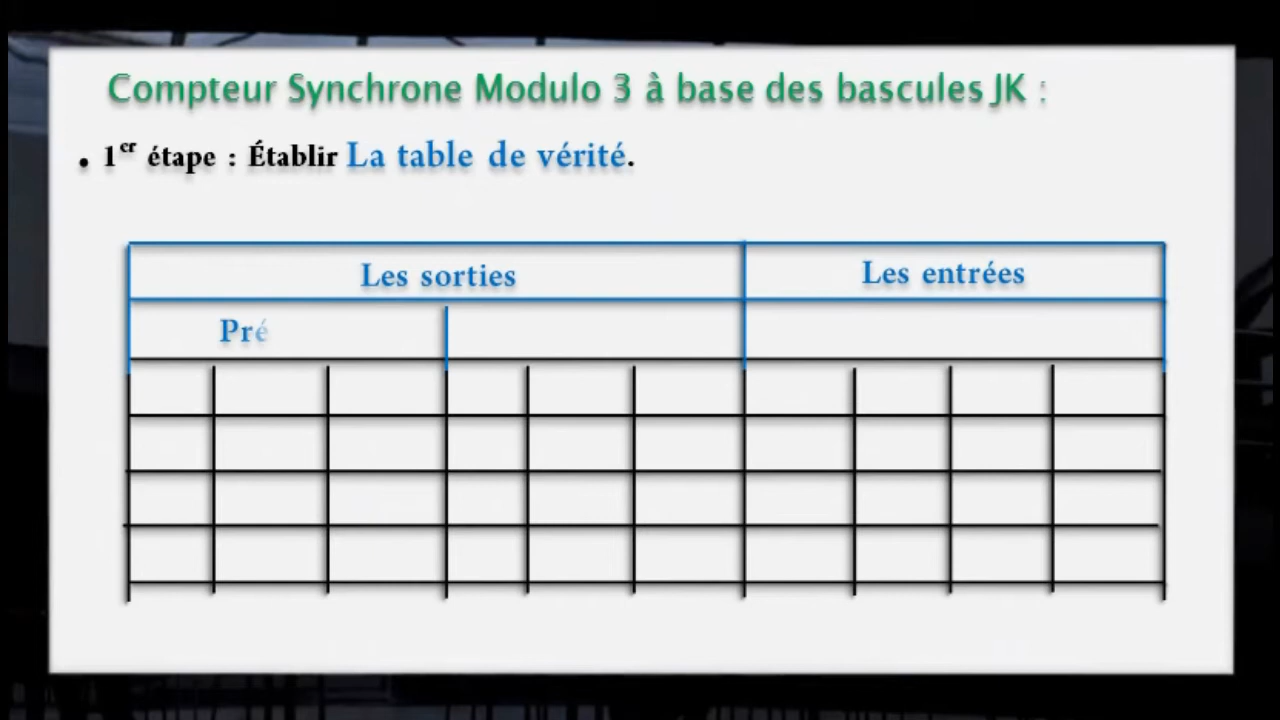 Compteur Synchrone Modulo 3 à base des bascules JK :
• 1er étape : Établir La table de vérité.
Les sorties
Les entrées
Pré